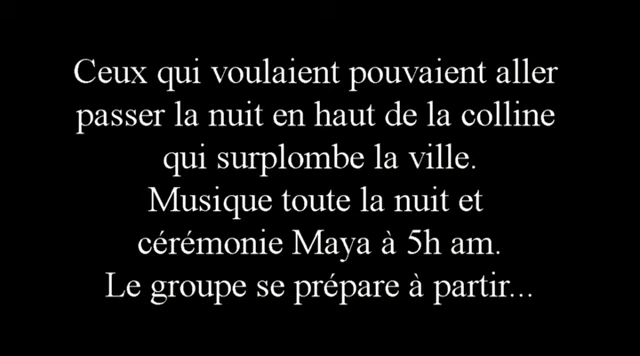 Ceux qui voulaient pouvaient aller
passer la nuit en haut de la colline
qui surplombe la ville.
Musique toute la nuit et
cérémonie Maya à 5h am.
Le groupe se prépare à partir...